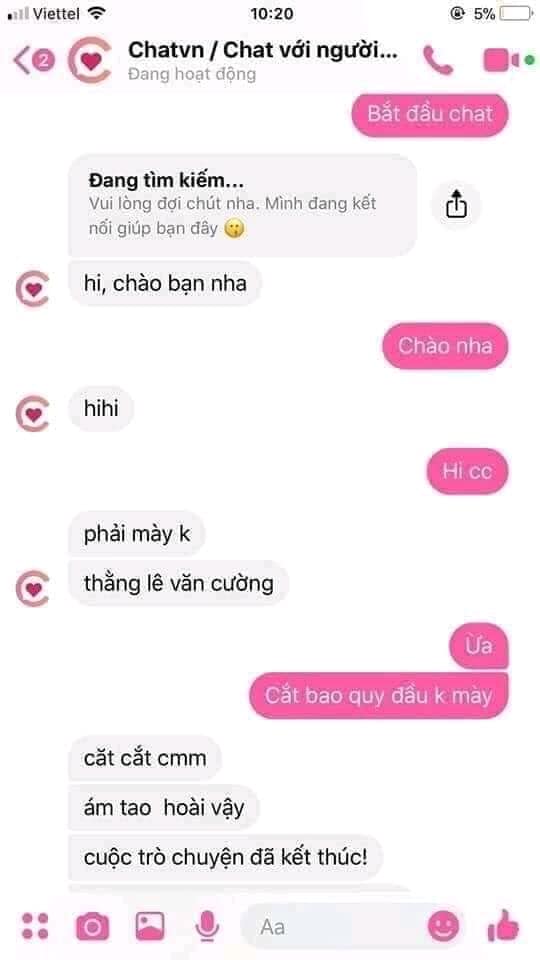 Viettel
10:20
5%
2
Chatvn / Chat với người...
Đang hoạt động
Bắt đầu chat
Đang tìm kiếm...
Vui lòng đợi chút nha. Mình đang kết
nối giúp bạn đây
hi, chào bạn nha
Chào nha
hihi
Hi cc
phải mày k
thằng lê văn cường
Ừa
Cắt bao quy đầu k mày
căt cắt cmm
ám tao hoài vậy
cuộc trò chuyện đã kết thúc!
Aa